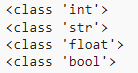 <class 'int'>
<class 'str'>
<class 'float'>
<class 'bool'>